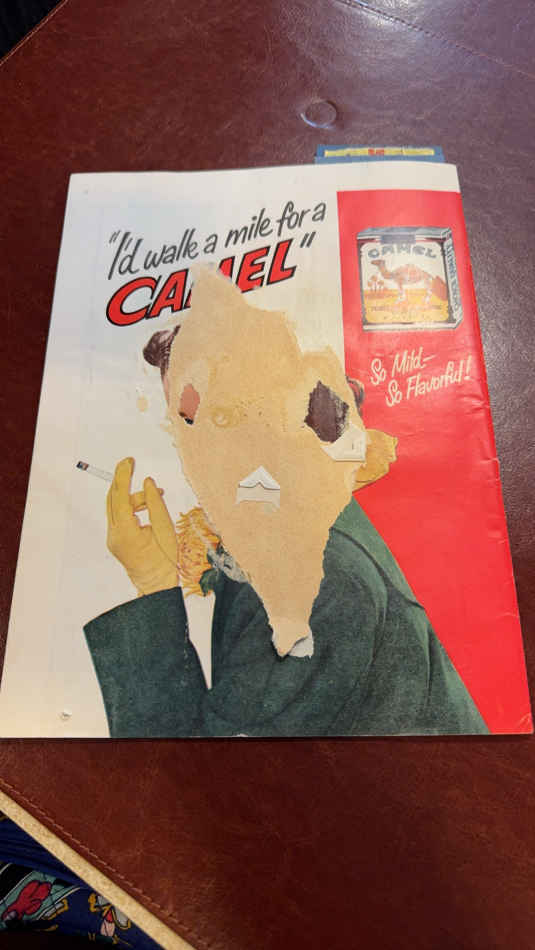 "I'd walk a mile for a
CAMEL"
CAMEL
So Mild—
So Flavorful!